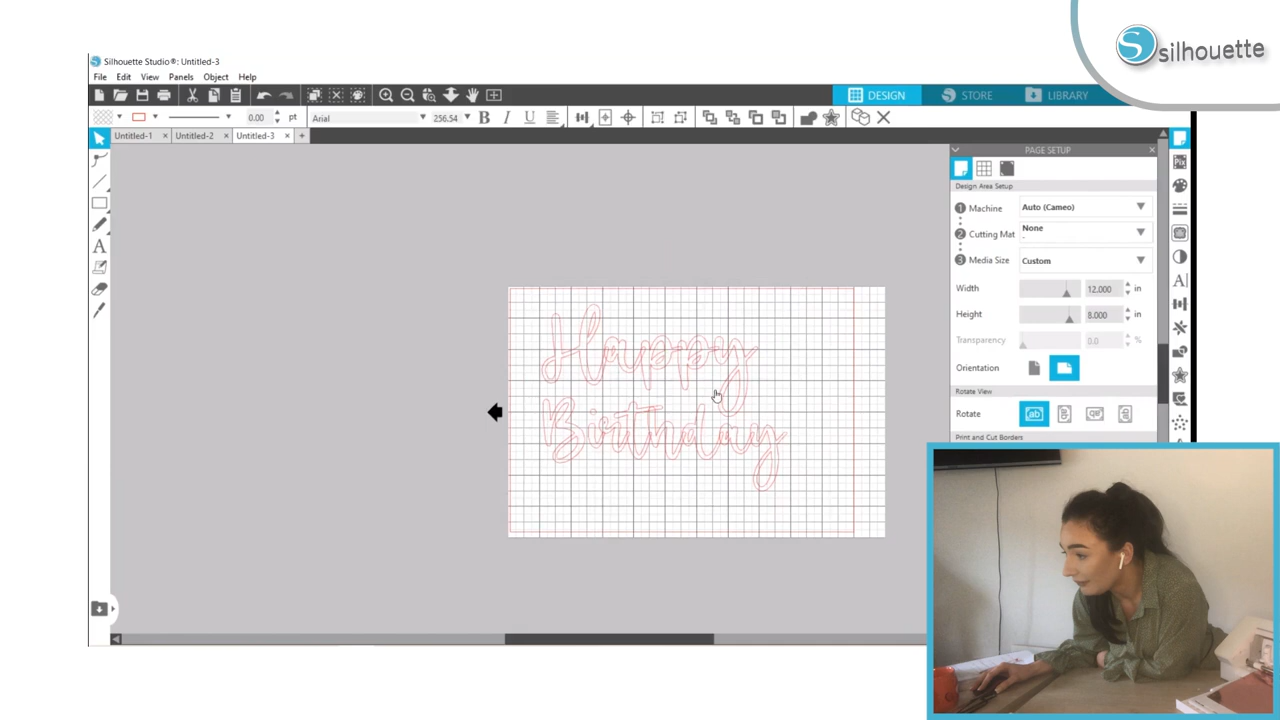 silhouette
Silhouette Studio®: Untitled-3
File Edit View Panels Object Help
DESIGN STORE LIBRARY
0.00 pt Arial 256.54 B I U
Untitled-1 Untitled-2 Untitled-3
PAGE SETUP
Design Area Setup
1 Machine Auto (Cameo)
2 Cutting Mat None
3 Media Size Custom
Width 12.000 in
Height 8.000 in
Transparency 0.0 %
Orientation
Rotate View
Rotate
Print and Cut Borders
Happy
Birthday